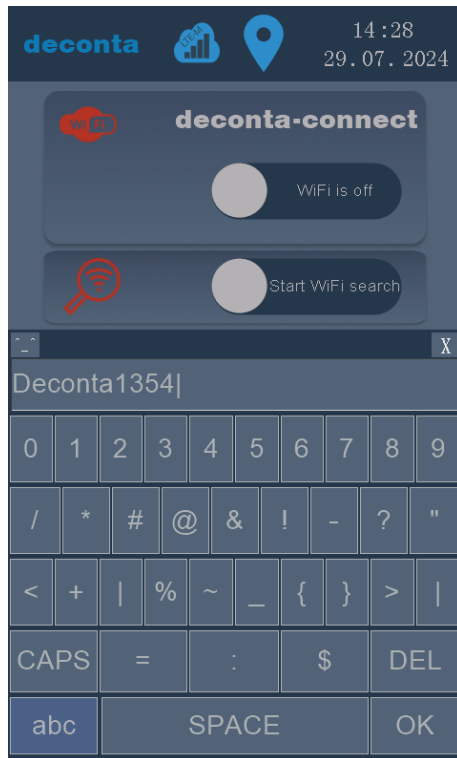 deconta LTE-M 14:28
29.07.2024
WiFi deconta-connect
WiFi is off
Start WiFi search
^_^ X
Deconta1354|
0 1 2 3 4 5 6 7 8 9
/ * # @ & ! - ? "
< + | % ~ _ { } > |
CAPS = : $ DEL
abc SPACE OK